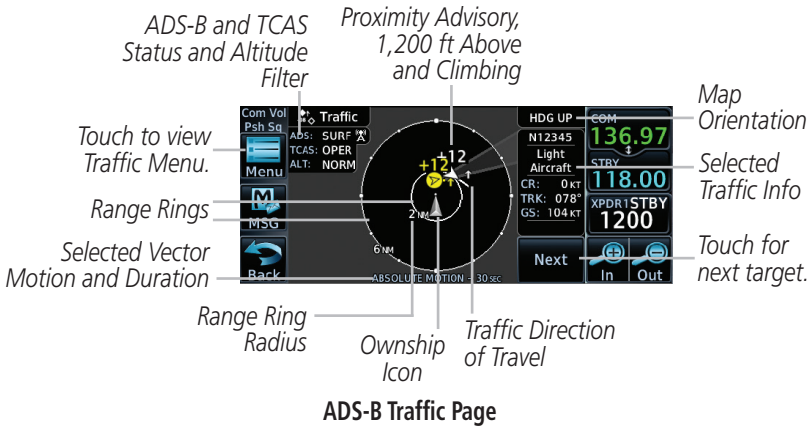 ADS-B and TCAS
Status and Altitude
Filter
Proximity Advisory,
1,200 ft Above
and Climbing
Map
Orientation
Touch to view
Traffic Menu.
Selected
Traffic Info
Range Rings
Selected Vector
Motion and Duration
Touch for
next target.
Range Ring
Radius
Ownship
Icon
Traffic Direction
of Travel
Com Vol
Psh Sq
Menu
MSG
Back
Traffic
ADS: SURF
TCAS: OPER
ALT: NORM
+12
+12
2 NM
6 NM
ABSOLUTE MOTION - 30 SEC
HDG UP
N12345
Light
Aircraft
CR: 0 KT
TRK: 078°
GS: 104 KT
Next
COM
136.97
STBY
118.00
XPDR1 STBY
1200
In
Out
ADS-B Traffic Page